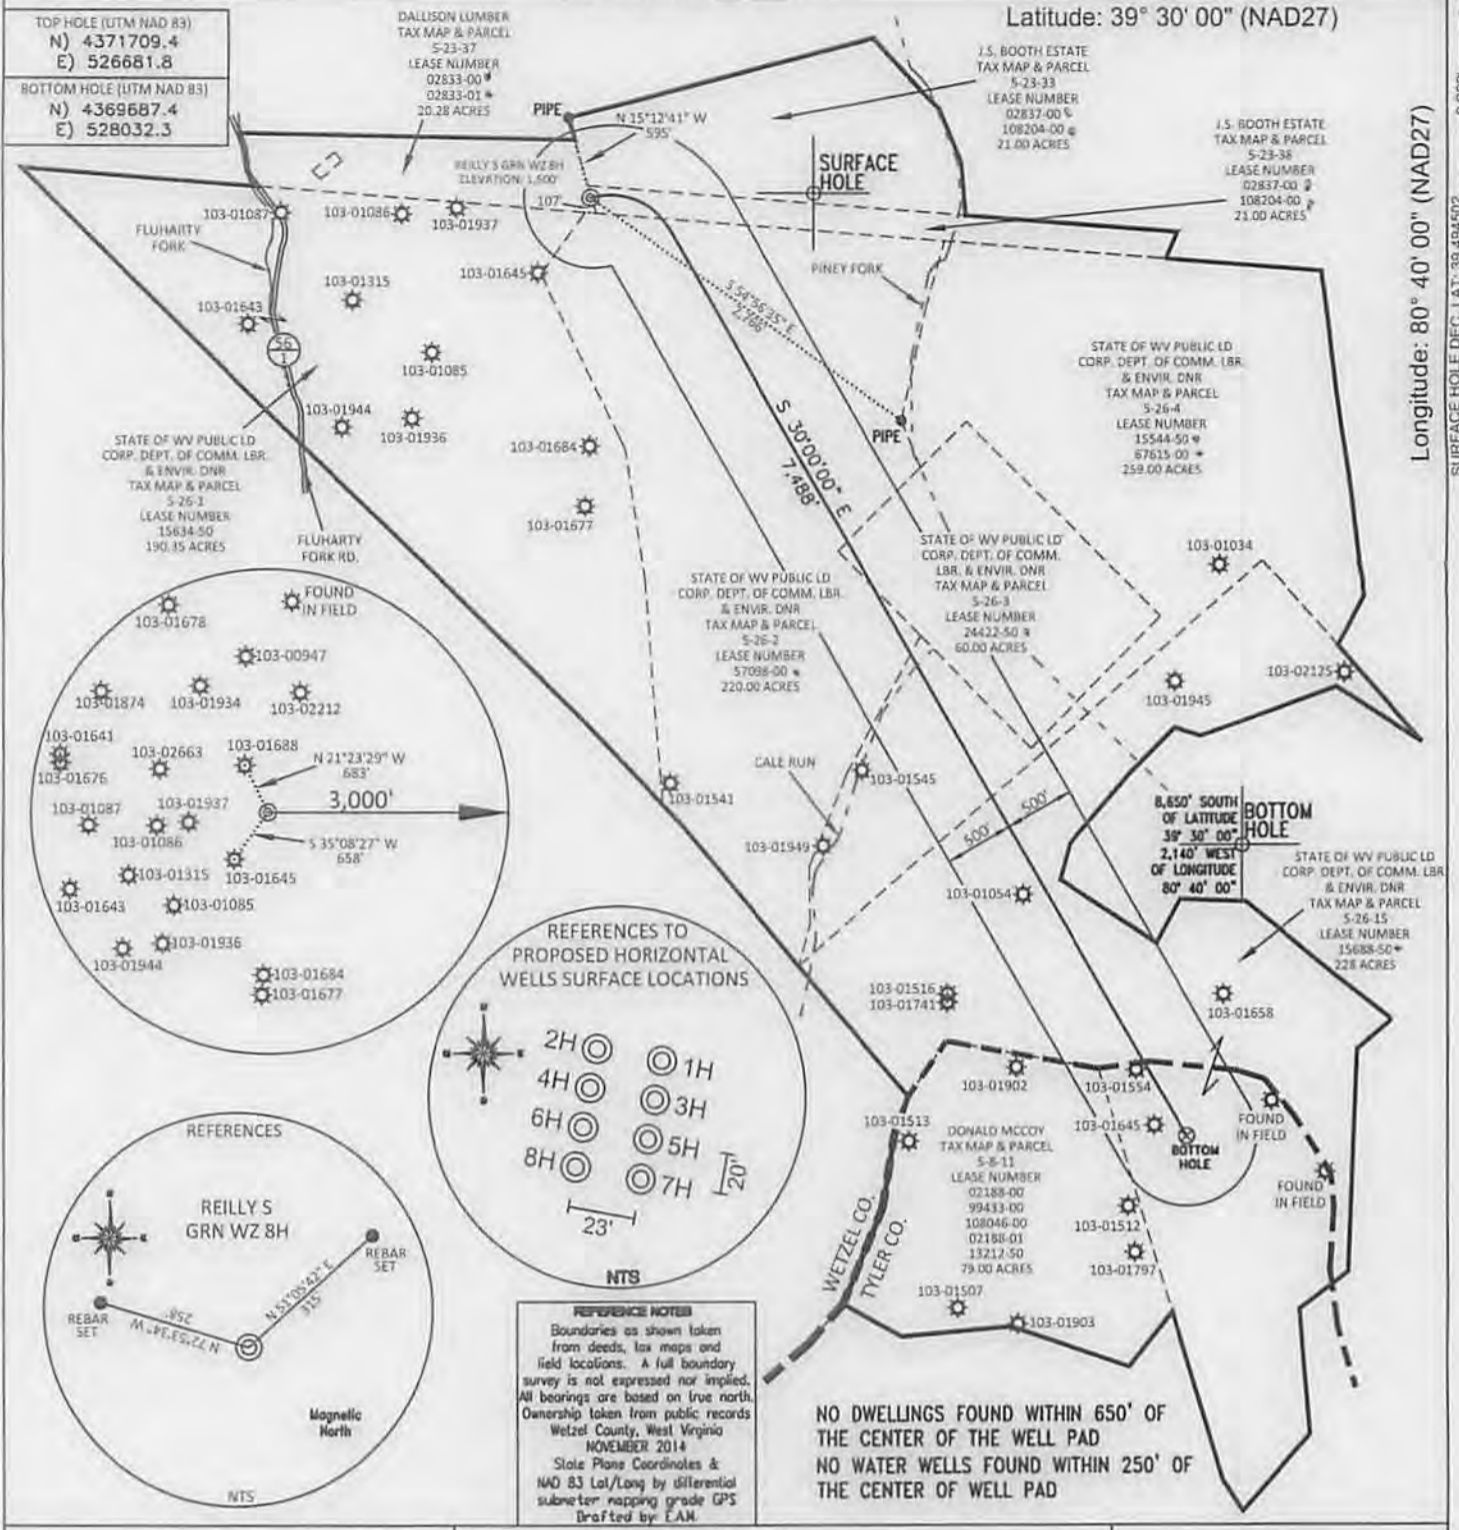 TOP HOLE (UTM NAD 83)
N) 4371709.4
E) 526681.8
BOTTOM HOLE (UTM NAD 83)
N) 4369687.4
E) 528032.3
DALLISON LUMBER
TAX MAP & PARCEL
5-23-37
LEASE NUMBER
02833-00
02833-01
20.28 ACRES
Latitude: 39° 30' 00" (NAD27)
J.S. BOOTH ESTATE
TAX MAP & PARCEL
5-23-33
LEASE NUMBER
02837-00
108204-00
21.00 ACRES
J.S. BOOTH ESTATE
TAX MAP & PARCEL
5-23-38
LEASE NUMBER
02837-00
108204-00
21.00 ACRES
Longitude: 80° 40' 00" (NAD27)
SURFACE HOLE DEC. LAT: 39.494502
PIPE
N 15°12'41" W
595'
REILLY S GRN WZ 8H
ELEVATION: 1,500'
107'
SURFACE
HOLE
103-01087
103-01086
103-01937
FLUHARTY
FORK
103-01645
103-01315
103-01643
56
1
103-01085
103-01944
103-01936
PINEY FORK
S 54°56'35" E
PIPE
STATE OF WV PUBLIC LD
CORP. DEPT. OF COMM. LBR.
& ENVIR. DNR
TAX MAP & PARCEL
5-26-4
LEASE NUMBER
15544-50
67615-00
259.00 ACRES
STATE OF WV PUBLIC LD
CORP. DEPT. OF COMM. LBR.
& ENVIR. DNR
TAX MAP & PARCEL
5-26-1
LEASE NUMBER
15634-50
190.35 ACRES
FLUHARTY
FORK RD.
103-01684
103-01677
S 30°00'00" E
7,488'
STATE OF WV PUBLIC LD
CORP. DEPT. OF COMM. LBR.
& ENVIR. DNR
TAX MAP & PARCEL
5-26-2
LEASE NUMBER
57098-00
220.00 ACRES
STATE OF WV PUBLIC LD
CORP. DEPT. OF COMM.
LBR. & ENVIR. DNR
TAX MAP & PARCEL
5-26-3
LEASE NUMBER
24422-50
60.00 ACRES
103-01034
103-02125
103-01945
FOUND
IN FIELD
103-01678
103-00947
103-01874
103-01934
103-02212
103-01641
103-01676
103-02663
103-01688
N 21°23'29" W
683'
3,000'
103-01087
103-01937
103-01086
S 35°08'27" W
658'
103-01315
103-01645
103-01643
103-01085
103-01936
103-01944
103-01684
103-01677
CALE RUN
103-01545
103-01541
103-01949
500'
500'
103-01054
8,650' SOUTH
OF LATITUDE
39° 30' 00"
2,140' WEST
OF LONGITUDE
80° 40' 00"
BOTTOM
HOLE
STATE OF WV PUBLIC LD
CORP. DEPT. OF COMM. LBR
& ENVIR. DNR
TAX MAP & PARCEL
5-26-15
LEASE NUMBER
15688-50
228 ACRES
REFERENCES TO
PROPOSED HORIZONTAL
WELLS SURFACE LOCATIONS
2H
1H
4H
3H
6H
5H
8H
7H
20'
23'
NTS
103-01516
103-01741
103-01658
103-01902
103-01554
103-01513
103-01645
FOUND
IN FIELD
BOTTOM
HOLE
FOUND
IN FIELD
DONALD MCCOY
TAX MAP & PARCEL
5-8-11
LEASE NUMBER
02188-00
99433-00
108046-00
02188-01
13212-50
79.00 ACRES
103-01512
103-01797
103-01507
103-01903
WETZEL CO.
TYLER CO.
REFERENCES
REILLY S
GRN WZ 8H
REBAR
SET
REBAR
SET
N 51°05'42" E
315'
N 72°53'34" W
258'
Magnetic
North
NTS
REFERENCE NOTES
Boundaries as shown taken
from deeds, tax maps and
field locations. A full boundary
survey is not expressed nor implied.
All bearings are based on true north.
Ownership taken from public records
Wetzel County, West Virginia
NOVEMBER 2014
State Plane Coordinates &
NAD 83 Lat/Long by differential
submeter mapping grade GPS
Drafted by: E.A.M.
NO DWELLINGS FOUND WITHIN 650' OF
THE CENTER OF THE WELL PAD
NO WATER WELLS FOUND WITHIN 250' OF
THE CENTER OF WELL PAD